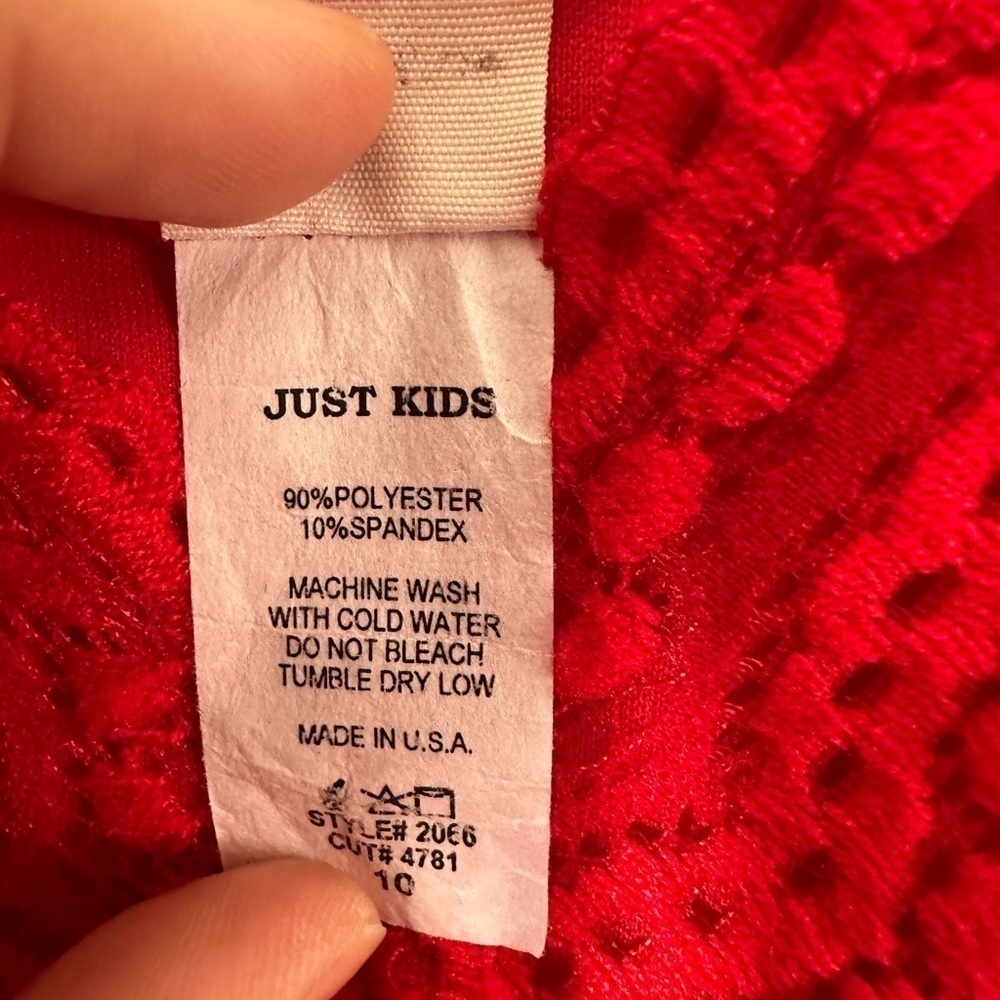 JUST KIDS
90%POLYESTER
10%SPANDEX
MACHINE WASH
WITH COLD WATER
DO NOT BLEACH
TUMBLE DRY LOW
MADE IN U.S.A.
STYLE# 2066
CUT# 4781
10